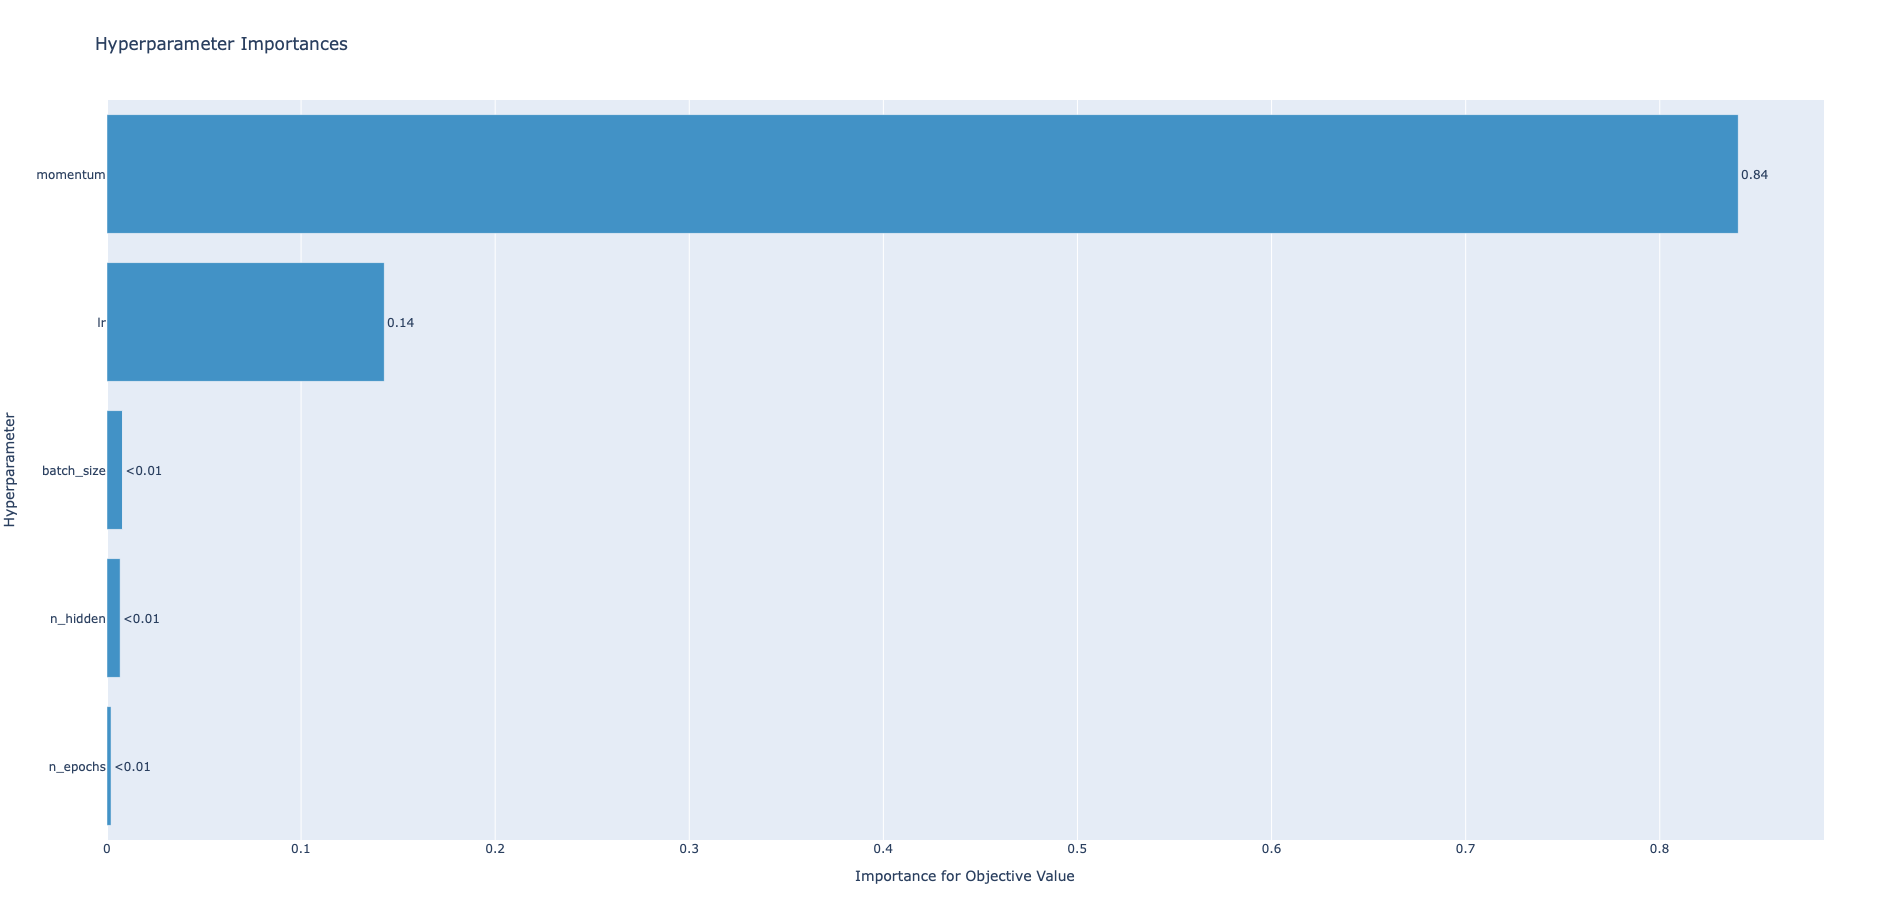 Hyperparameter Importances
momentum
0.84
lr
0.14
batch_size
<0.01
n_hidden
<0.01
n_epochs
<0.01
Hyperparameter
0
0.1
0.2
0.3
0.4
0.5
0.6
0.7
0.8
Importance for Objective Value